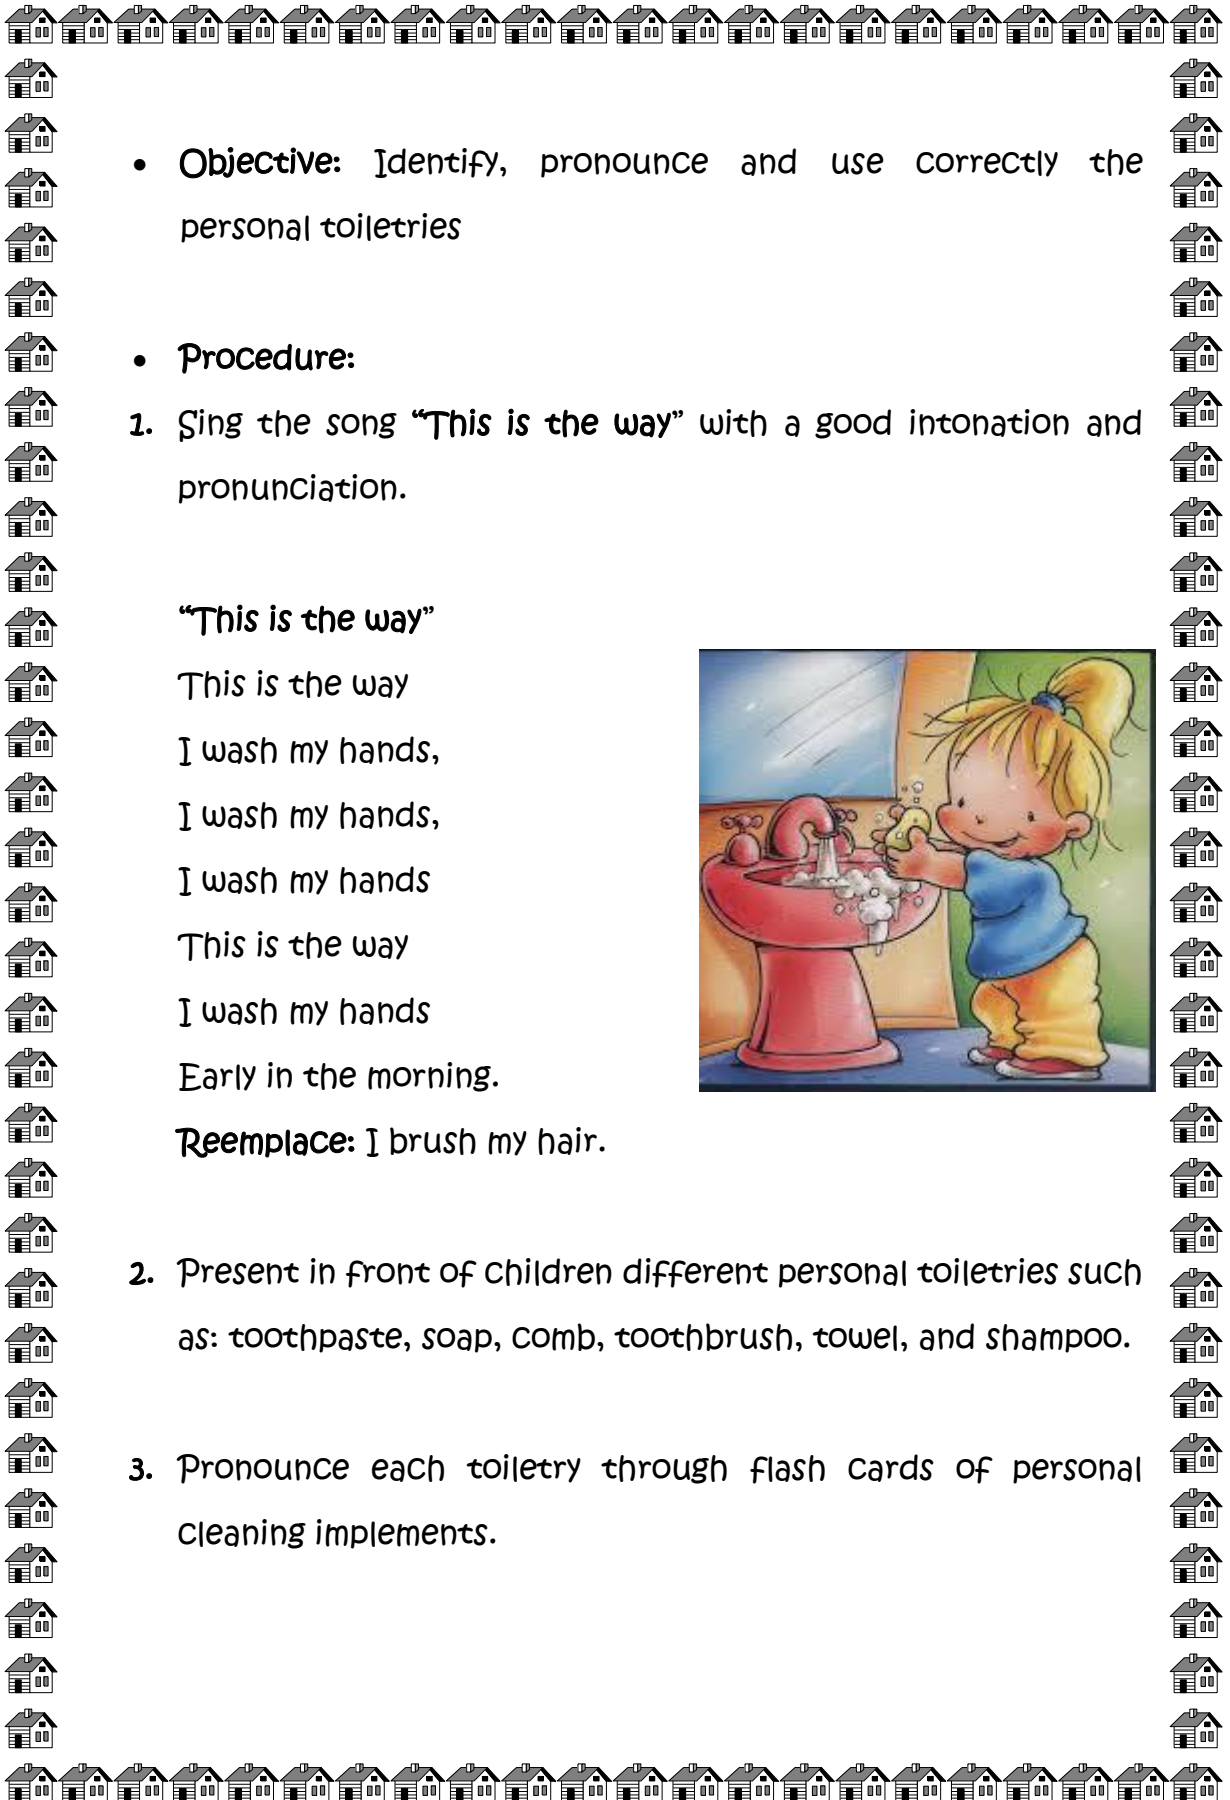 • Objective: Identify, pronounce and use correctly the
personal toiletries
• Procedure:
1. Sing the song “This is the way” with a good intonation and
pronunciation.
“This is the way”
This is the way
I wash my hands,
I wash my hands,
I wash my hands
This is the way
I wash my hands
Early in the morning.
Reemplace: I brush my hair.
2. Present in front of children different personal toiletries such
as: toothpaste, soap, comb, toothbrush, towel, and shampoo.
3. Pronounce each toiletry through flash cards of personal
cleaning implements.